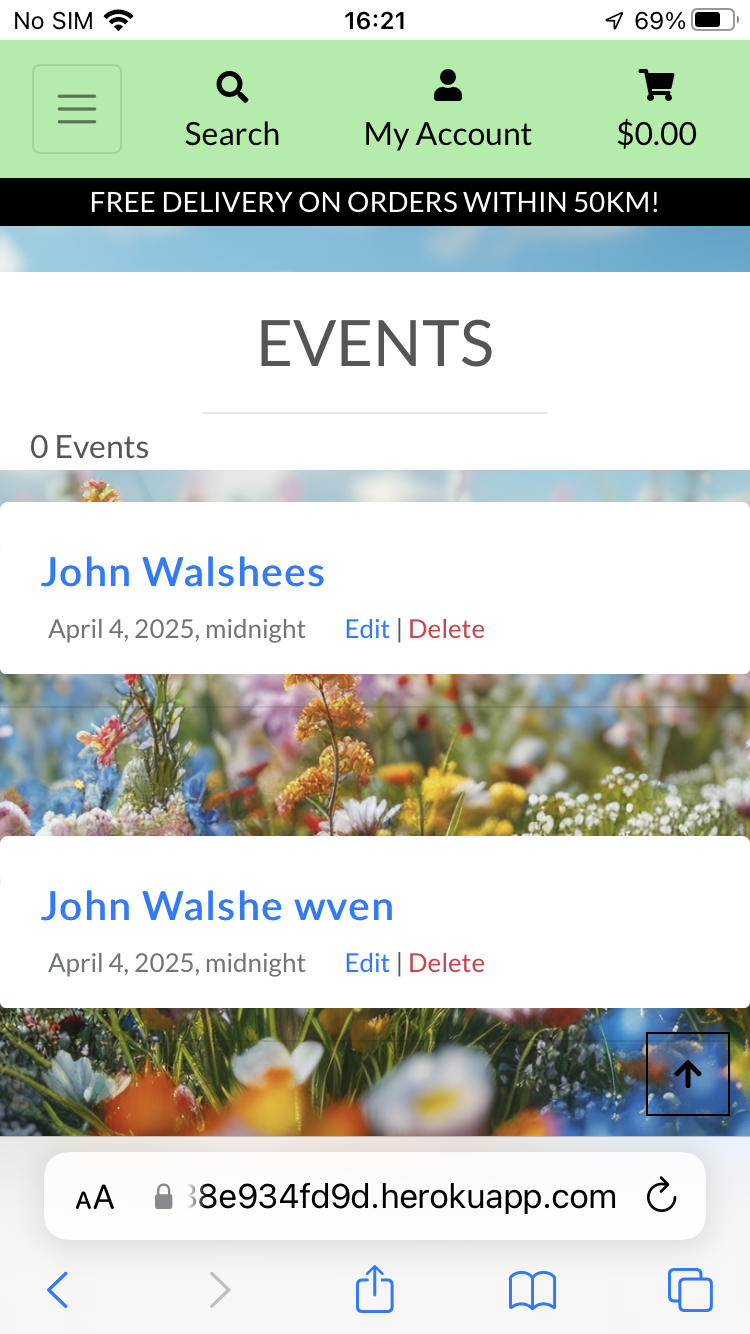 No SIM 16:21 69%
Search My Account $0.00
FREE DELIVERY ON ORDERS WITHIN 50KM!
EVENTS
0 Events
John Walshees
April 4, 2025, midnight Edit | Delete
John Walshe wven
April 4, 2025, midnight Edit | Delete
AA 8e934fd9d.herokuapp.com